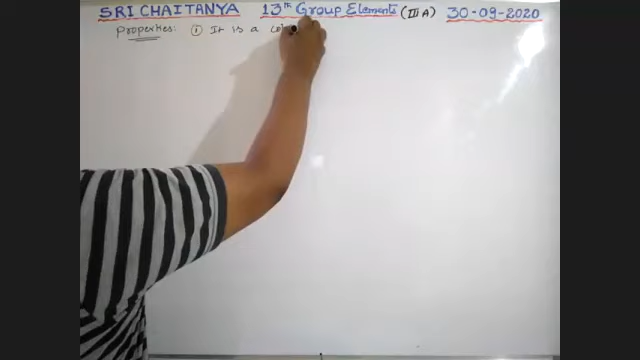 SRI CHAITANYA 13th Group Elements (III A) 30-09-2020
Properties: ① It is a